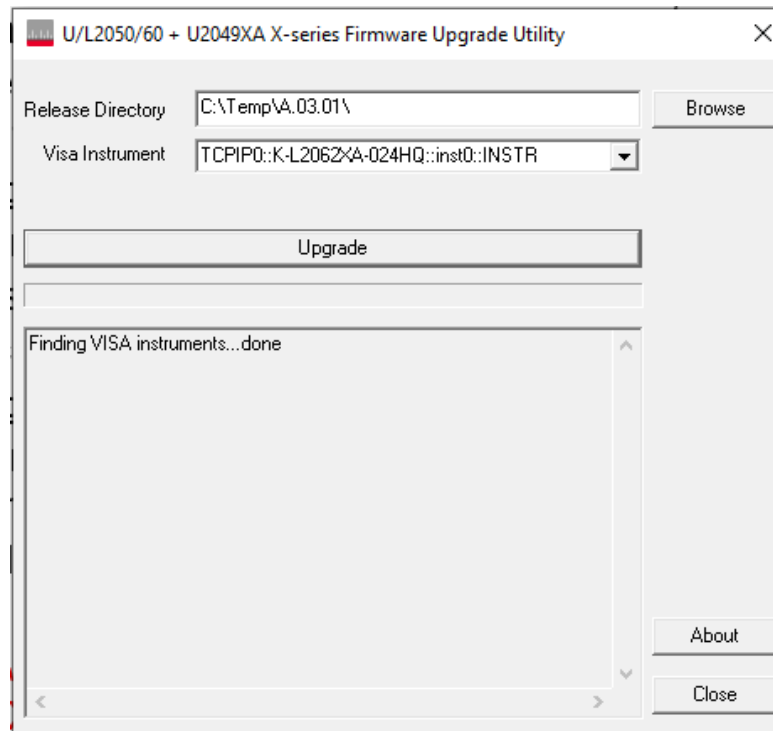 U/L2050/60 + U2049XA X-series Firmware Upgrade Utility
Release Directory C:\Temp\A.03.01\ Browse
Visa Instrument TCPIP0::K-L2062XA-024HQ::inst0::INSTR
Upgrade
Finding VISA instruments...done
About
Close